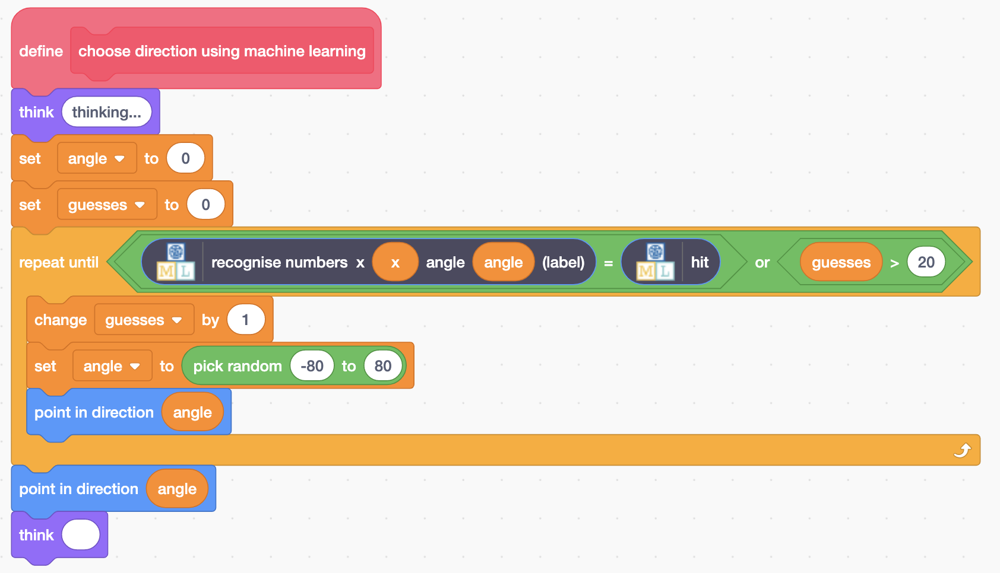 define choose direction using machine learning
think thinking...
set angle to 0
set guesses to 0
repeat until ML recognise numbers x x angle angle (label) = ML hit or guesses > 20
change guesses by 1
set angle to pick random -80 to 80
point in direction angle
point in direction angle
think